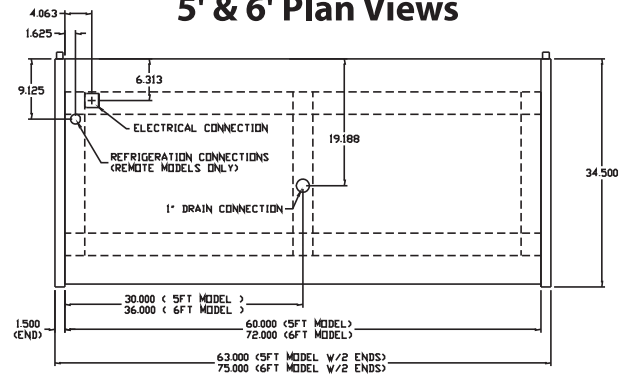 5' & 6' Plan Views
4.063
1.625
9.125
6.313
ELECTRICAL CONNECTION
19.188
REFRIGERATION CONNECTIONS
(REMOTE MODELS ONLY)
34.500
1" DRAIN CONNECTION
30.000 ( 5FT MODEL )
36.000 ( 6FT MODEL )
1.500
(END)
60.000 (5FT MODEL)
72.000 (6FT MODEL)
63.000 (5FT MODEL W/2 ENDS)
75.000 (6FT MODEL W/2 ENDS)